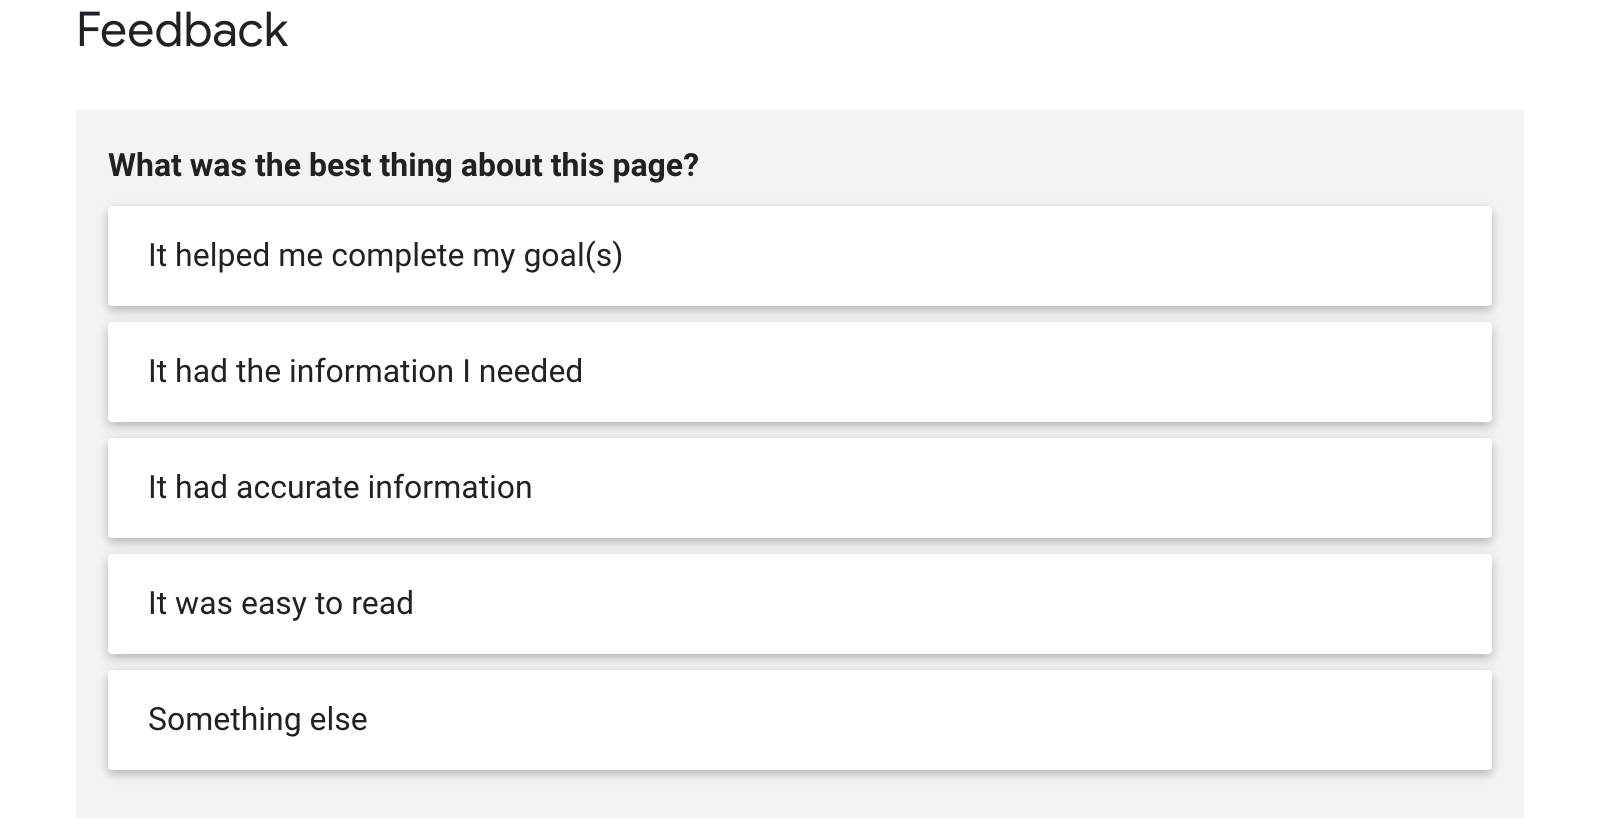 Feedback
What was the best thing about this page?
It helped me complete my goal(s)
It had the information I needed
It had accurate information
It was easy to read
Something else